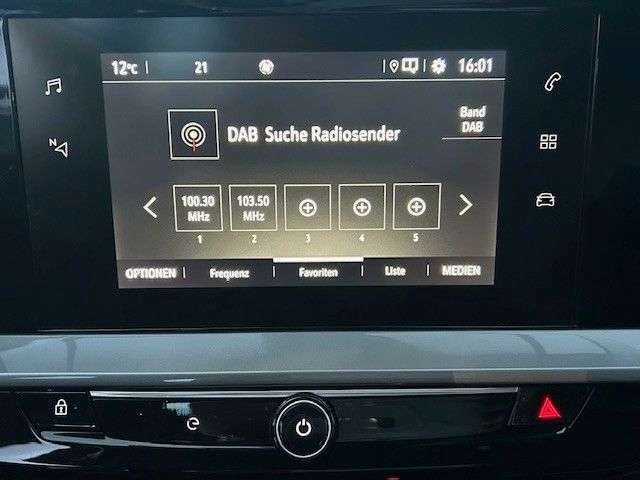 12°C 21 16:01
Band
DAB
DAB Suche Radiosender
100.30
MHz
103.50
MHz
1 2 3 4 5
OPTIONEN Frequenz Favoriten Liste MEDIEN
N